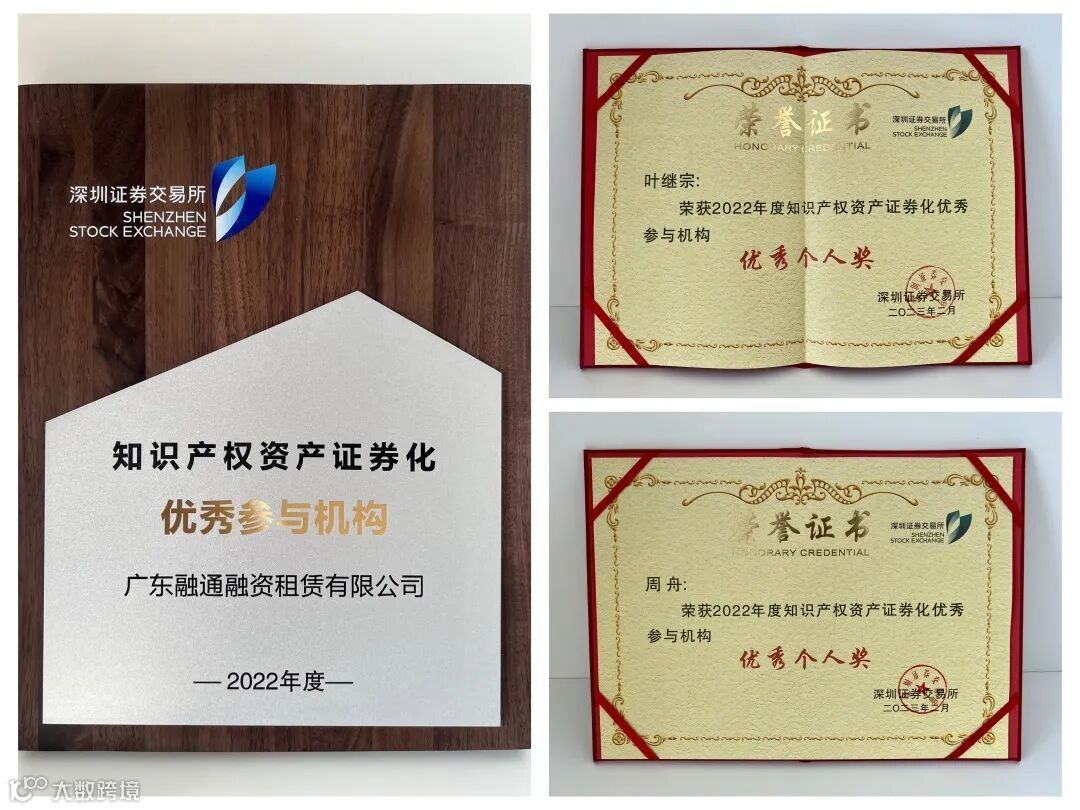 深圳证券交易所
SHENZHEN
STOCK EXCHANGE
知识产权资产证券化
优秀参与机构
广东融通融资租赁有限公司
—2022年度—
荣誉证书
HONORARY CREDENTIAL
深圳证券交易所
SHENZHEN
STOCK EXCHANGE
叶继宗:
荣获2022年度知识产权资产证券化优秀
参与机构
优秀个人奖
深圳证券交易所
二〇二三年二月
荣誉证书
HONORARY CREDENTIAL
深圳证券交易所
SHENZHEN
STOCK EXCHANGE
周舟:
荣获2022年度知识产权资产证券化优秀
参与机构
优秀个人奖
深圳证券交易所
二〇二三年二月
大数跨境